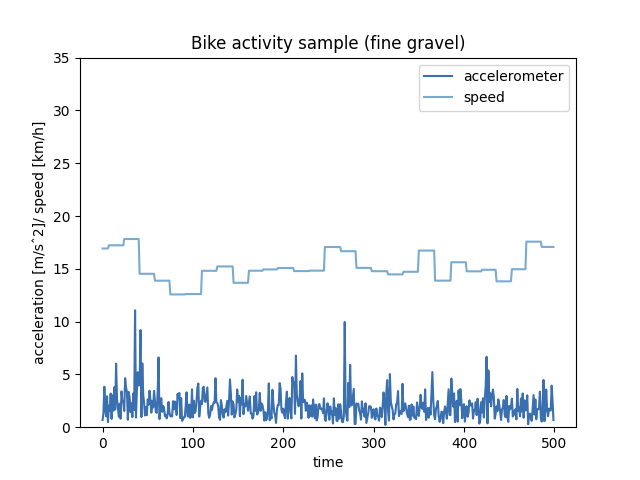 Bike activity sample (fine gravel)
accelerometer
speed
acceleration [m/s^2]/ speed [km/h]
35
30
25
20
15
10
5
0
0 100 200 300 400 500
time